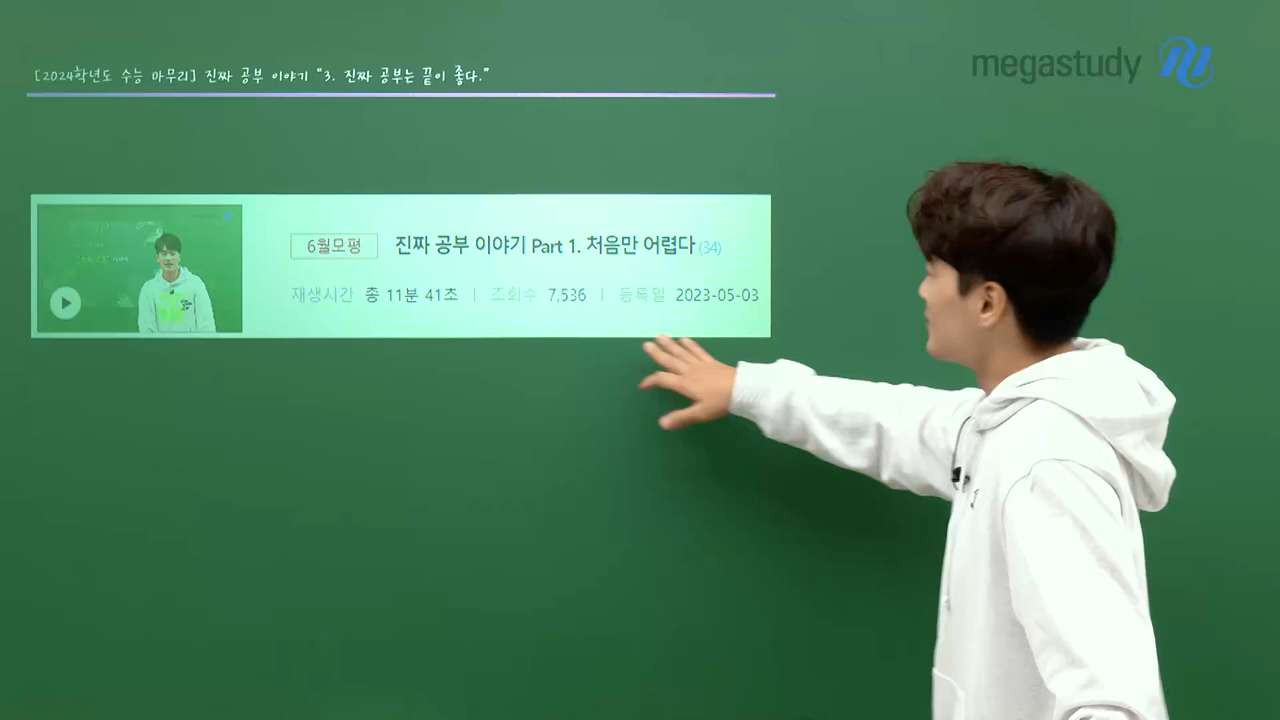 [2024학년도 수능 마무리] 진짜 공부 이야기 "3. 진짜 공부는 끝이 좋다."
megastudy
6월모평 진짜 공부 이야기 Part 1. 처음만 어렵다 (34)
재생시간 총 11분 41초 | 조회수 7,536 | 등록일 2023-05-03